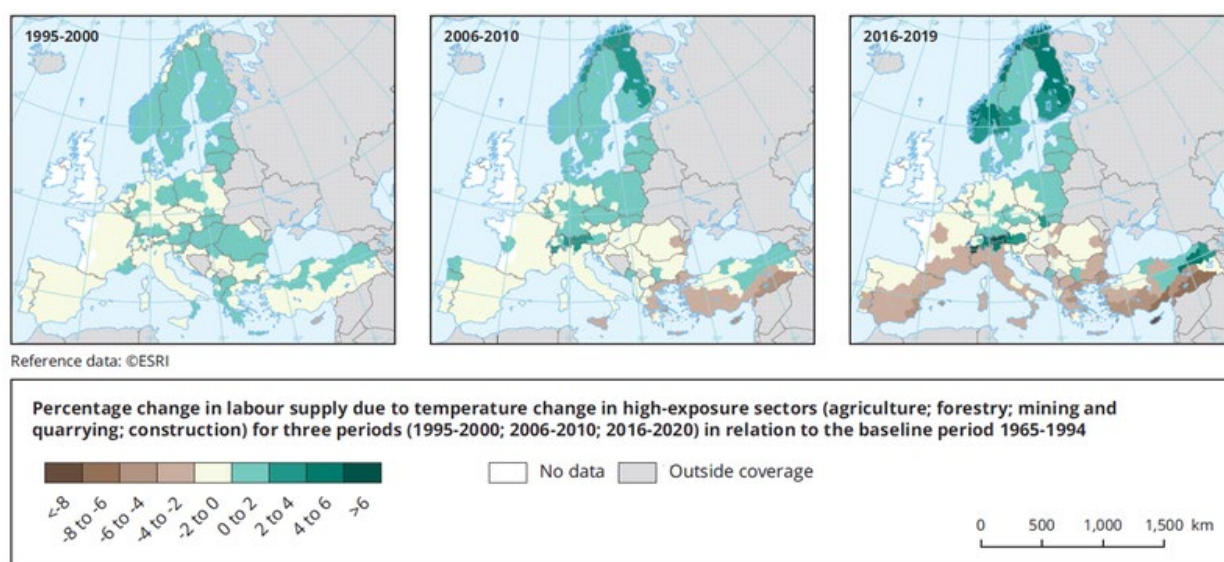 1995-2000
2006-2010
2016-2019
Reference data: ©ESRI
Percentage change in labour supply due to temperature change in high-exposure sectors (agriculture; forestry; mining and
quarrying; construction) for three periods (1995-2000; 2006-2010; 2016-2020) in relation to the baseline period 1965-1994
No data
Outside coverage
<-8
-8 to -6
-6 to -4
-4 to -2
-2 to 0
0 to 2
2 to 4
4 to 6
>6
0 500 1,000 1,500 km